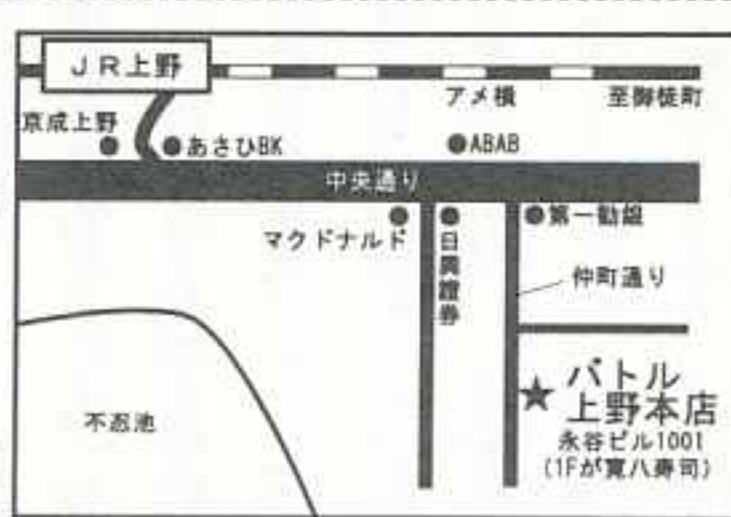 JR上野
アメ横
至御徒町
京成上野
あさひBK
ABAB
中央通り
マクドナルド
日興證券
第一勧銀
仲町通り
不忍池
バトル
上野本店
永谷ビル1001
(1Fが寛八寿司)